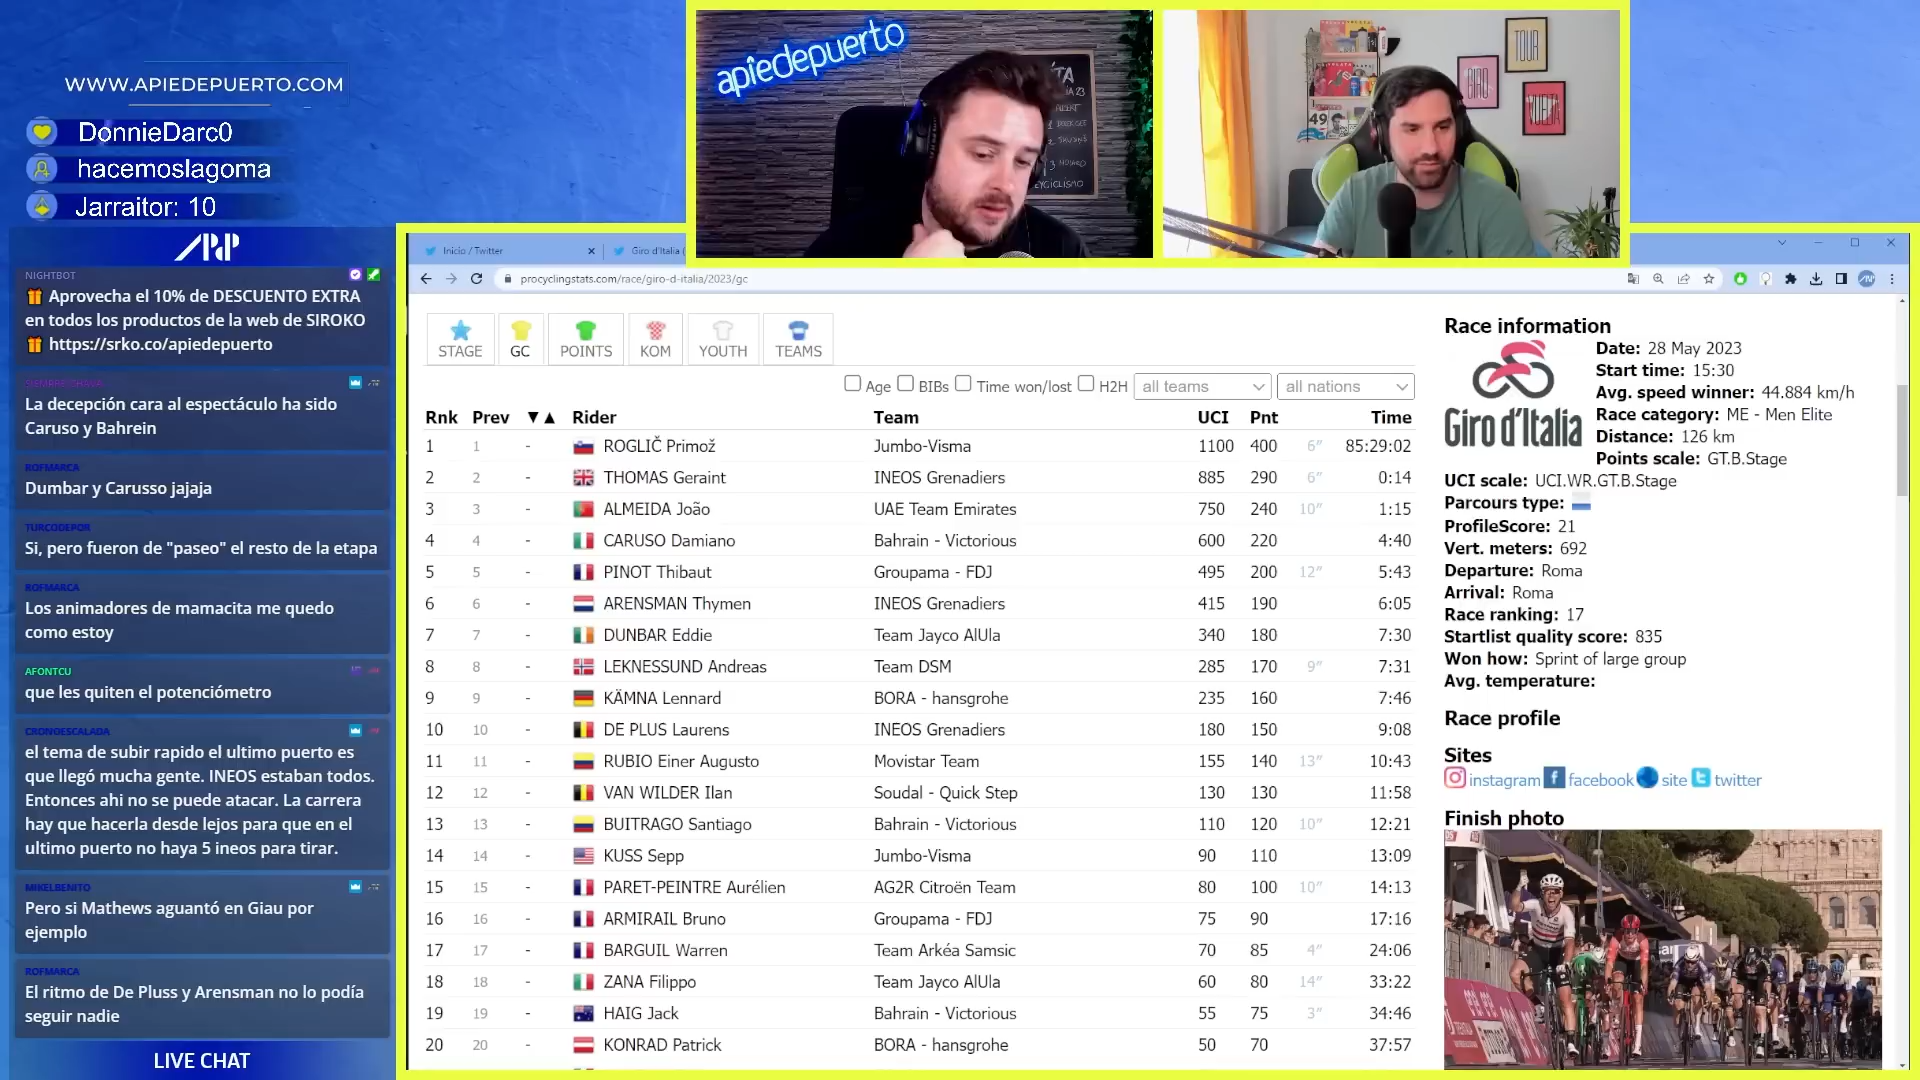 WWW.APIEDEPUERTO.COM
DonnieDarc0
hacemoslagoma
Jarraitor: 10
NIGHTBOT
Aprovecha el 10% de DESCUENTO EXTRA
en todos los productos de la web de SIROKO
https://srko.co/apiedepuerto
La decepción cara al espectáculo ha sido
Caruso y Bahrein
ROFMARCA
Dumbar y Carusso jajaja
TURCODEPOR
Si, pero fueron de "paseo" el resto de la etapa
ROFMARCA
Los animadores de mamacita me quedo
como estoy
AFONTCU
que les quiten el potenciómetro
CRONOESCALADA
el tema de subir rapido el ultimo puerto es
que llegó mucha gente. INEOS estaban todos.
Entonces ahi no se puede atacar. La carrera
hay que hacerla desde lejos para que en el
ultimo puerto no haya 5 ineos para tirar.
MIKELBENITO
Pero si Mathews aguantó en Giau por
ejemplo
ROFMARCA
El ritmo de De Pluss y Arensman no lo podía
seguir nadie
LIVE CHAT
apiedepuerto
TOUR
GIRO
VUELTA
49
Inicio / Twitter
Giro d'Italia (
procyclingstats.com/race/giro-d-italia/2023/gc
STAGE GC POINTS KOM YOUTH TEAMS
Age BIBs Time won/lost H2H all teams all nations
Rnk Prev ▼▲ Rider Team UCI Pnt Time
1 1 - ROGLIČ Primož Jumbo-Visma 1100 400 6″ 85:29:02
2 2 - THOMAS Geraint INEOS Grenadiers 885 290 6″ 0:14
3 3 - ALMEIDA João UAE Team Emirates 750 240 10″ 1:15
4 4 - CARUSO Damiano Bahrain - Victorious 600 220 4:40
5 5 - PINOT Thibaut Groupama - FDJ 495 200 12″ 5:43
6 6 - ARENSMAN Thymen INEOS Grenadiers 415 190 6:05
7 7 - DUNBAR Eddie Team Jayco AlUla 340 180 7:30
8 8 - LEKNESSUND Andreas Team DSM 285 170 9″ 7:31
9 9 - KÄMNA Lennard BORA - hansgrohe 235 160 7:46
10 10 - DE PLUS Laurens INEOS Grenadiers 180 150 9:08
11 11 - RUBIO Einer Augusto Movistar Team 155 140 13″ 10:43
12 12 - VAN WILDER Ilan Soudal - Quick Step 130 130 11:58
13 13 - BUITRAGO Santiago Bahrain - Victorious 110 120 10″ 12:21
14 14 - KUSS Sepp Jumbo-Visma 90 110 13:09
15 15 - PARET-PEINTRE Aurélien AG2R Citroën Team 80 100 10″ 14:13
16 16 - ARMIRAIL Bruno Groupama - FDJ 75 90 17:16
17 17 - BARGUIL Warren Team Arkéa Samsic 70 85 4″ 24:06
18 18 - ZANA Filippo Team Jayco AlUla 60 80 14″ 33:22
19 19 - HAIG Jack Bahrain - Victorious 55 75 3″ 34:46
20 20 - KONRAD Patrick BORA - hansgrohe 50 70 37:57
Race information
Giro d'Italia
Date: 28 May 2023
Start time: 15:30
Avg. speed winner: 44.884 km/h
Race category: ME - Men Elite
Distance: 126 km
Points scale: GT.B.Stage
UCI scale: UCI.WR.GT.B.Stage
Parcours type:
ProfileScore: 21
Vert. meters: 692
Departure: Roma
Arrival: Roma
Race ranking: 17
Startlist quality score: 835
Won how: Sprint of large group
Avg. temperature:
Race profile
Sites
instagram facebook site twitter
Finish photo